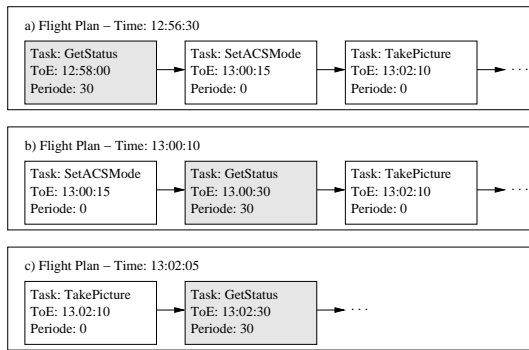 a) Flight Plan – Time: 12:56:30
Task: GetStatus
ToE: 12:58:00
Periode: 30
Task: SetACSMode
ToE: 13:00:15
Periode: 0
Task: TakePicture
ToE: 13:02:10
Periode: 0
. . .
b) Flight Plan – Time: 13:00:10
Task: SetACSMode
ToE: 13:00:15
Periode: 0
Task: GetStatus
ToE: 13.00:30
Periode: 30
Task: TakePicture
ToE: 13:02:10
Periode: 0
. . .
c) Flight Plan – Time: 13:02:05
Task: TakePicture
ToE: 13.02:10
Periode: 0
Task: GetStatus
ToE: 13:02:30
Periode: 30
. . .